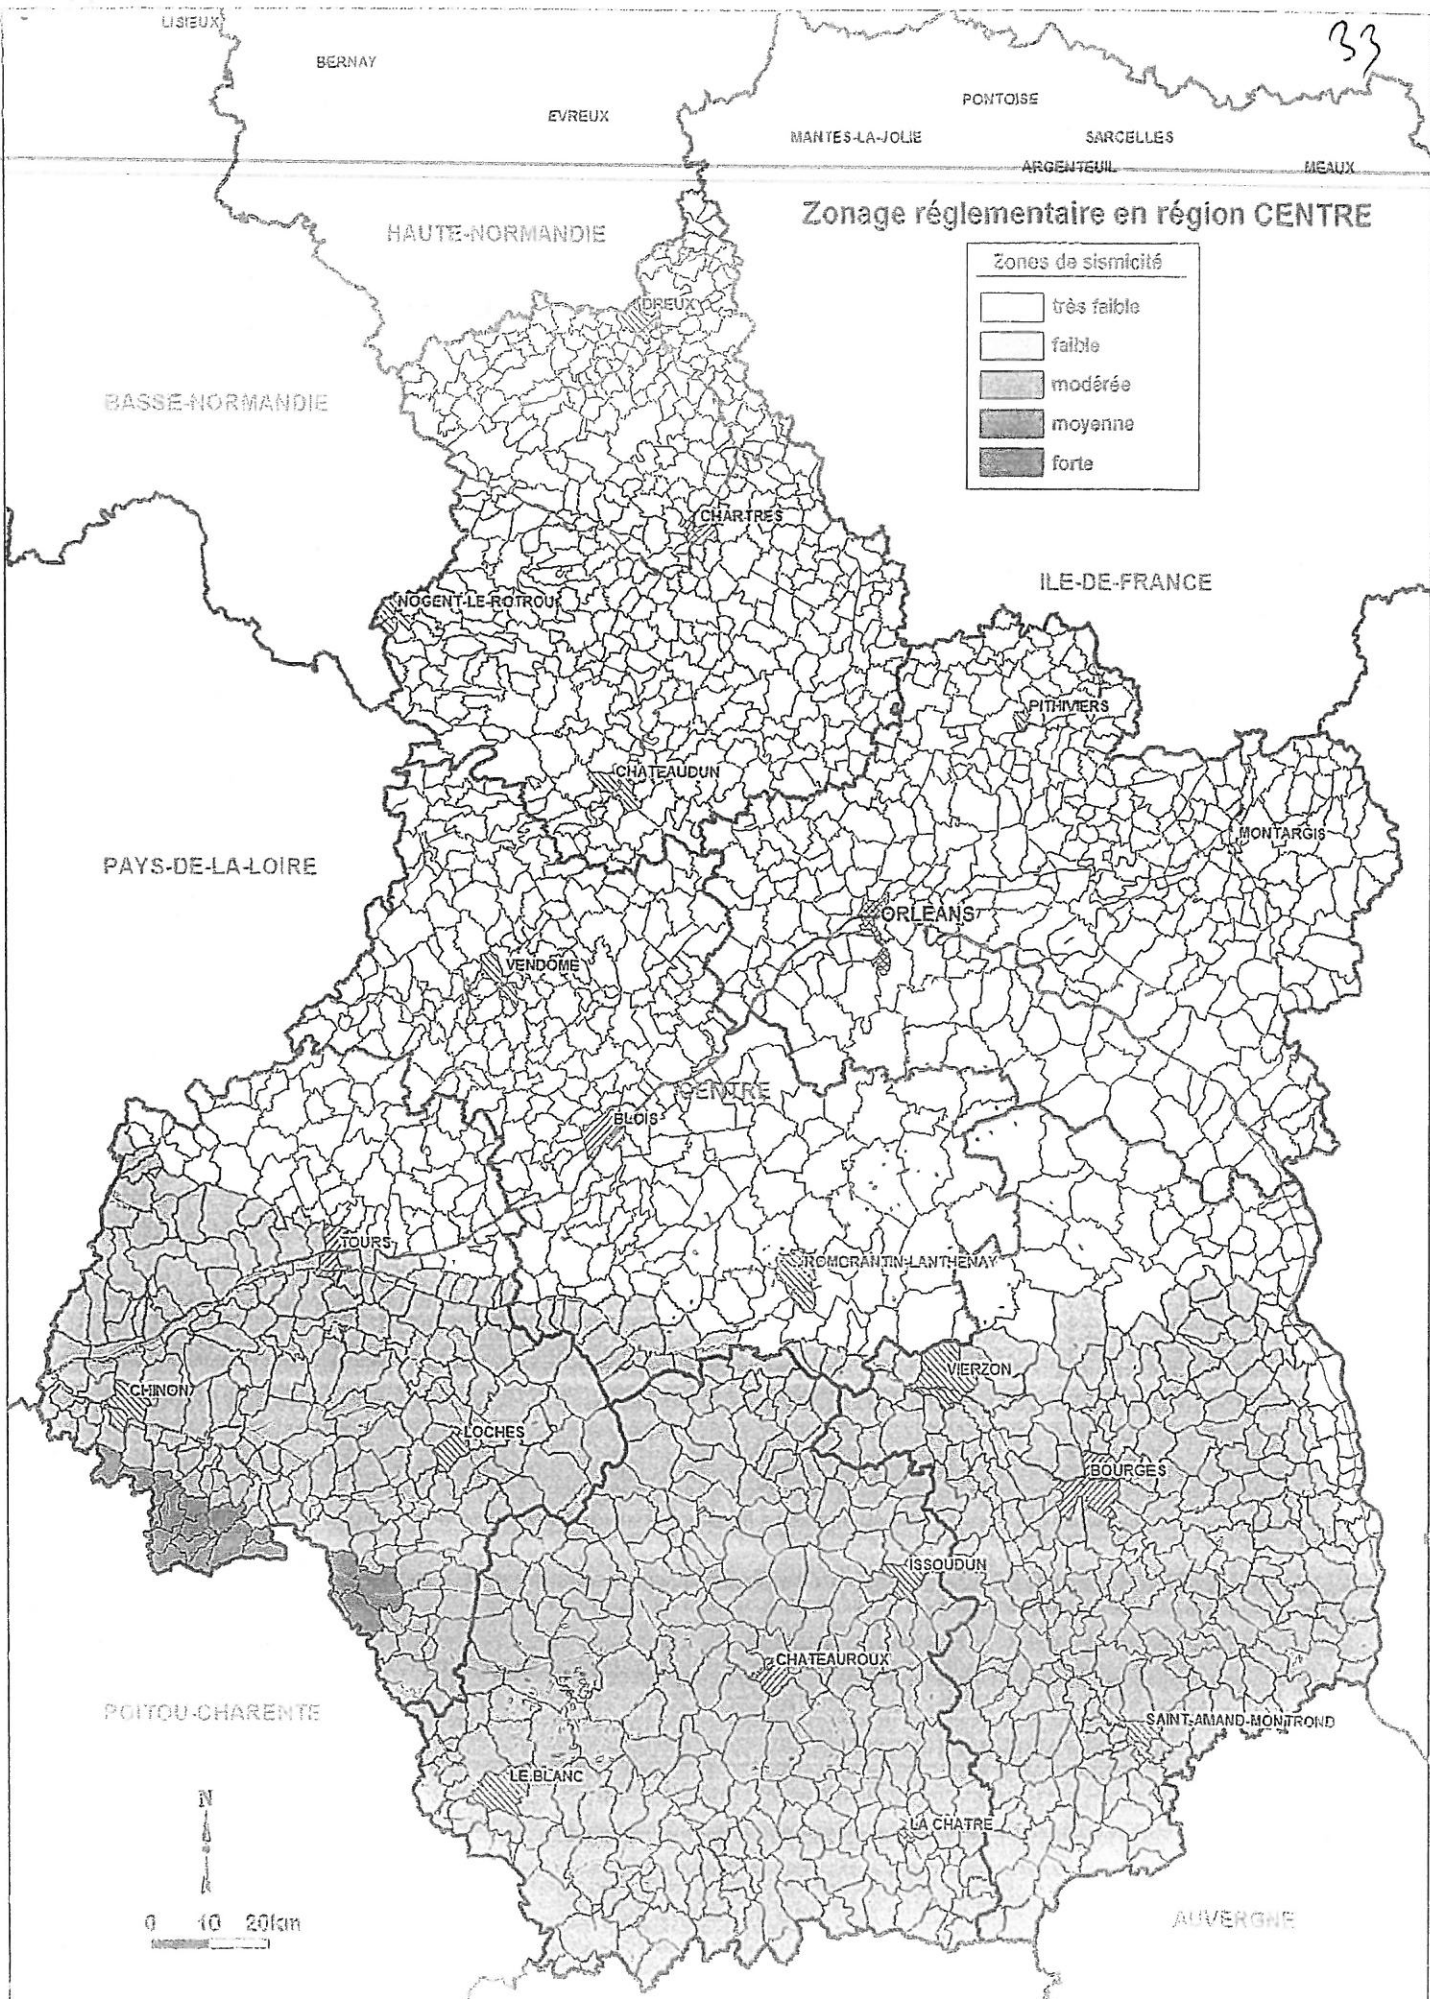 33
LISIEUX
BERNAY
EVREUX
PONTOISE
MANTES-LA-JOLIE
SARCELLES
ARGENTEUIL
MEAUX
Zonage réglementaire en région CENTRE
HAUTE-NORMANDIE
Zones de sismicité
très faible
faible
modérée
moyenne
forte
DREUX
BASSE-NORMANDIE
CHARTRES
ILE-DE-FRANCE
NOGENT-LE-ROTROU
PITHIVIERS
CHATEAUDUN
MONTARGIS
PAYS-DE-LA-LOIRE
ORLEANS
VENDOME
CENTRE
BLOIS
TOURS
ROMORANTIN-LANTHENAY
VIERZON
CHINON
LOCHES
BOURGES
ISSOUDUN
CHATEAUROUX
POITOU-CHARENTE
SAINT-AMAND-MONTROND
LE BLANC
LA CHATRE
N
0 10 20km
AUVERGNE